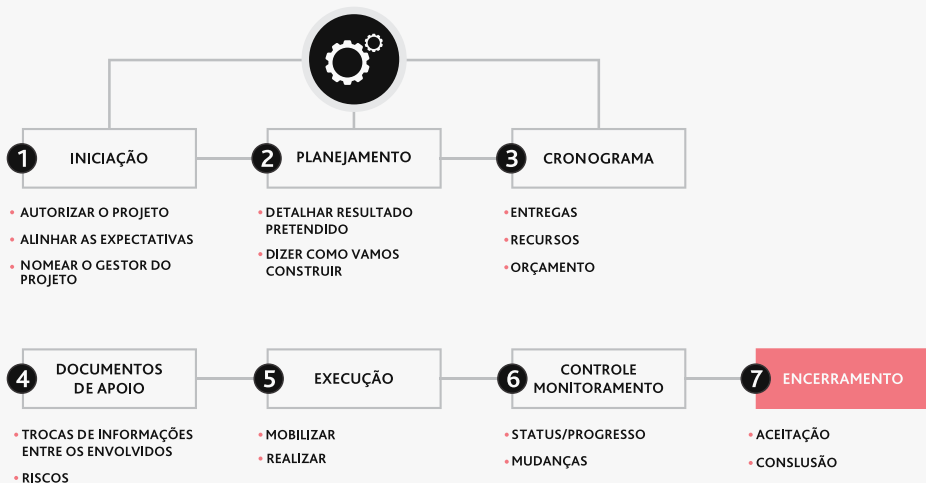 1 INICIAÇÃO
• AUTORIZAR O PROJETO
• ALINHAR AS EXPECTATIVAS
• NOMEAR O GESTOR DO
PROJETO
2 PLANEJAMENTO
• DETALHAR RESULTADO
PRETENDIDO
• DIZER COMO VAMOS
CONSTRUIR
3 CRONOGRAMA
• ENTREGAS
• RECURSOS
• ORÇAMENTO
4 DOCUMENTOS
DE APOIO
• TROCAS DE INFORMAÇÕES
ENTRE OS ENVOLVIDOS
• RISCOS
5 EXECUÇÃO
• MOBILIZAR
• REALIZAR
6 CONTROLE
MONITORAMENTO
• STATUS/PROGRESSO
• MUDANÇAS
7 ENCERRAMENTO
• ACEITAÇÃO
• CONSLUSÃO